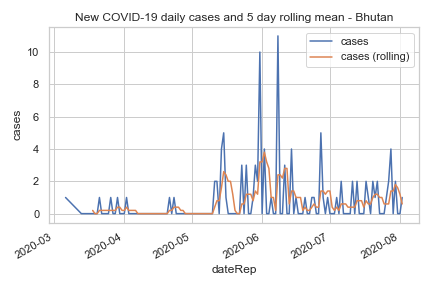 New COVID-19 daily cases and 5 day rolling mean - Bhutan
cases
cases (rolling)
10
8
6
4
2
0
cases
2020-03
2020-04
2020-05
2020-06
2020-07
2020-08
dateRep